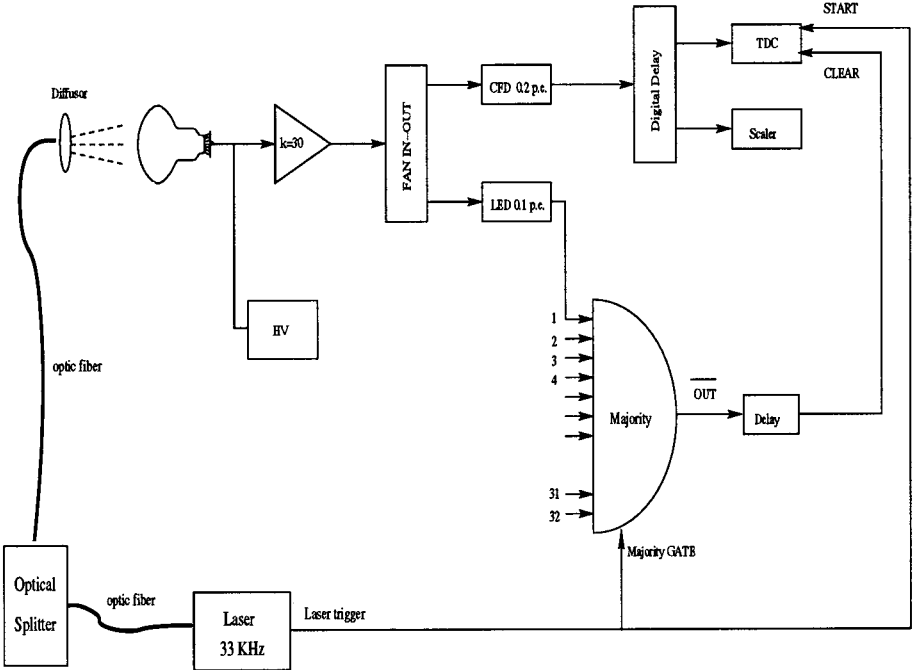 START
TDC
CLEAR
Diffusor
k=30
FAN IN-OUT
CFD 0.2 p.e.
Digital Delay
Scaler
LED 0.1 p.e.
HV
1
2
3
4
31
32
Majority
OUT
Delay
optic fiber
Majority GATE
Optical
Splitter
optic fiber
Laser
33 KHz
Laser trigger